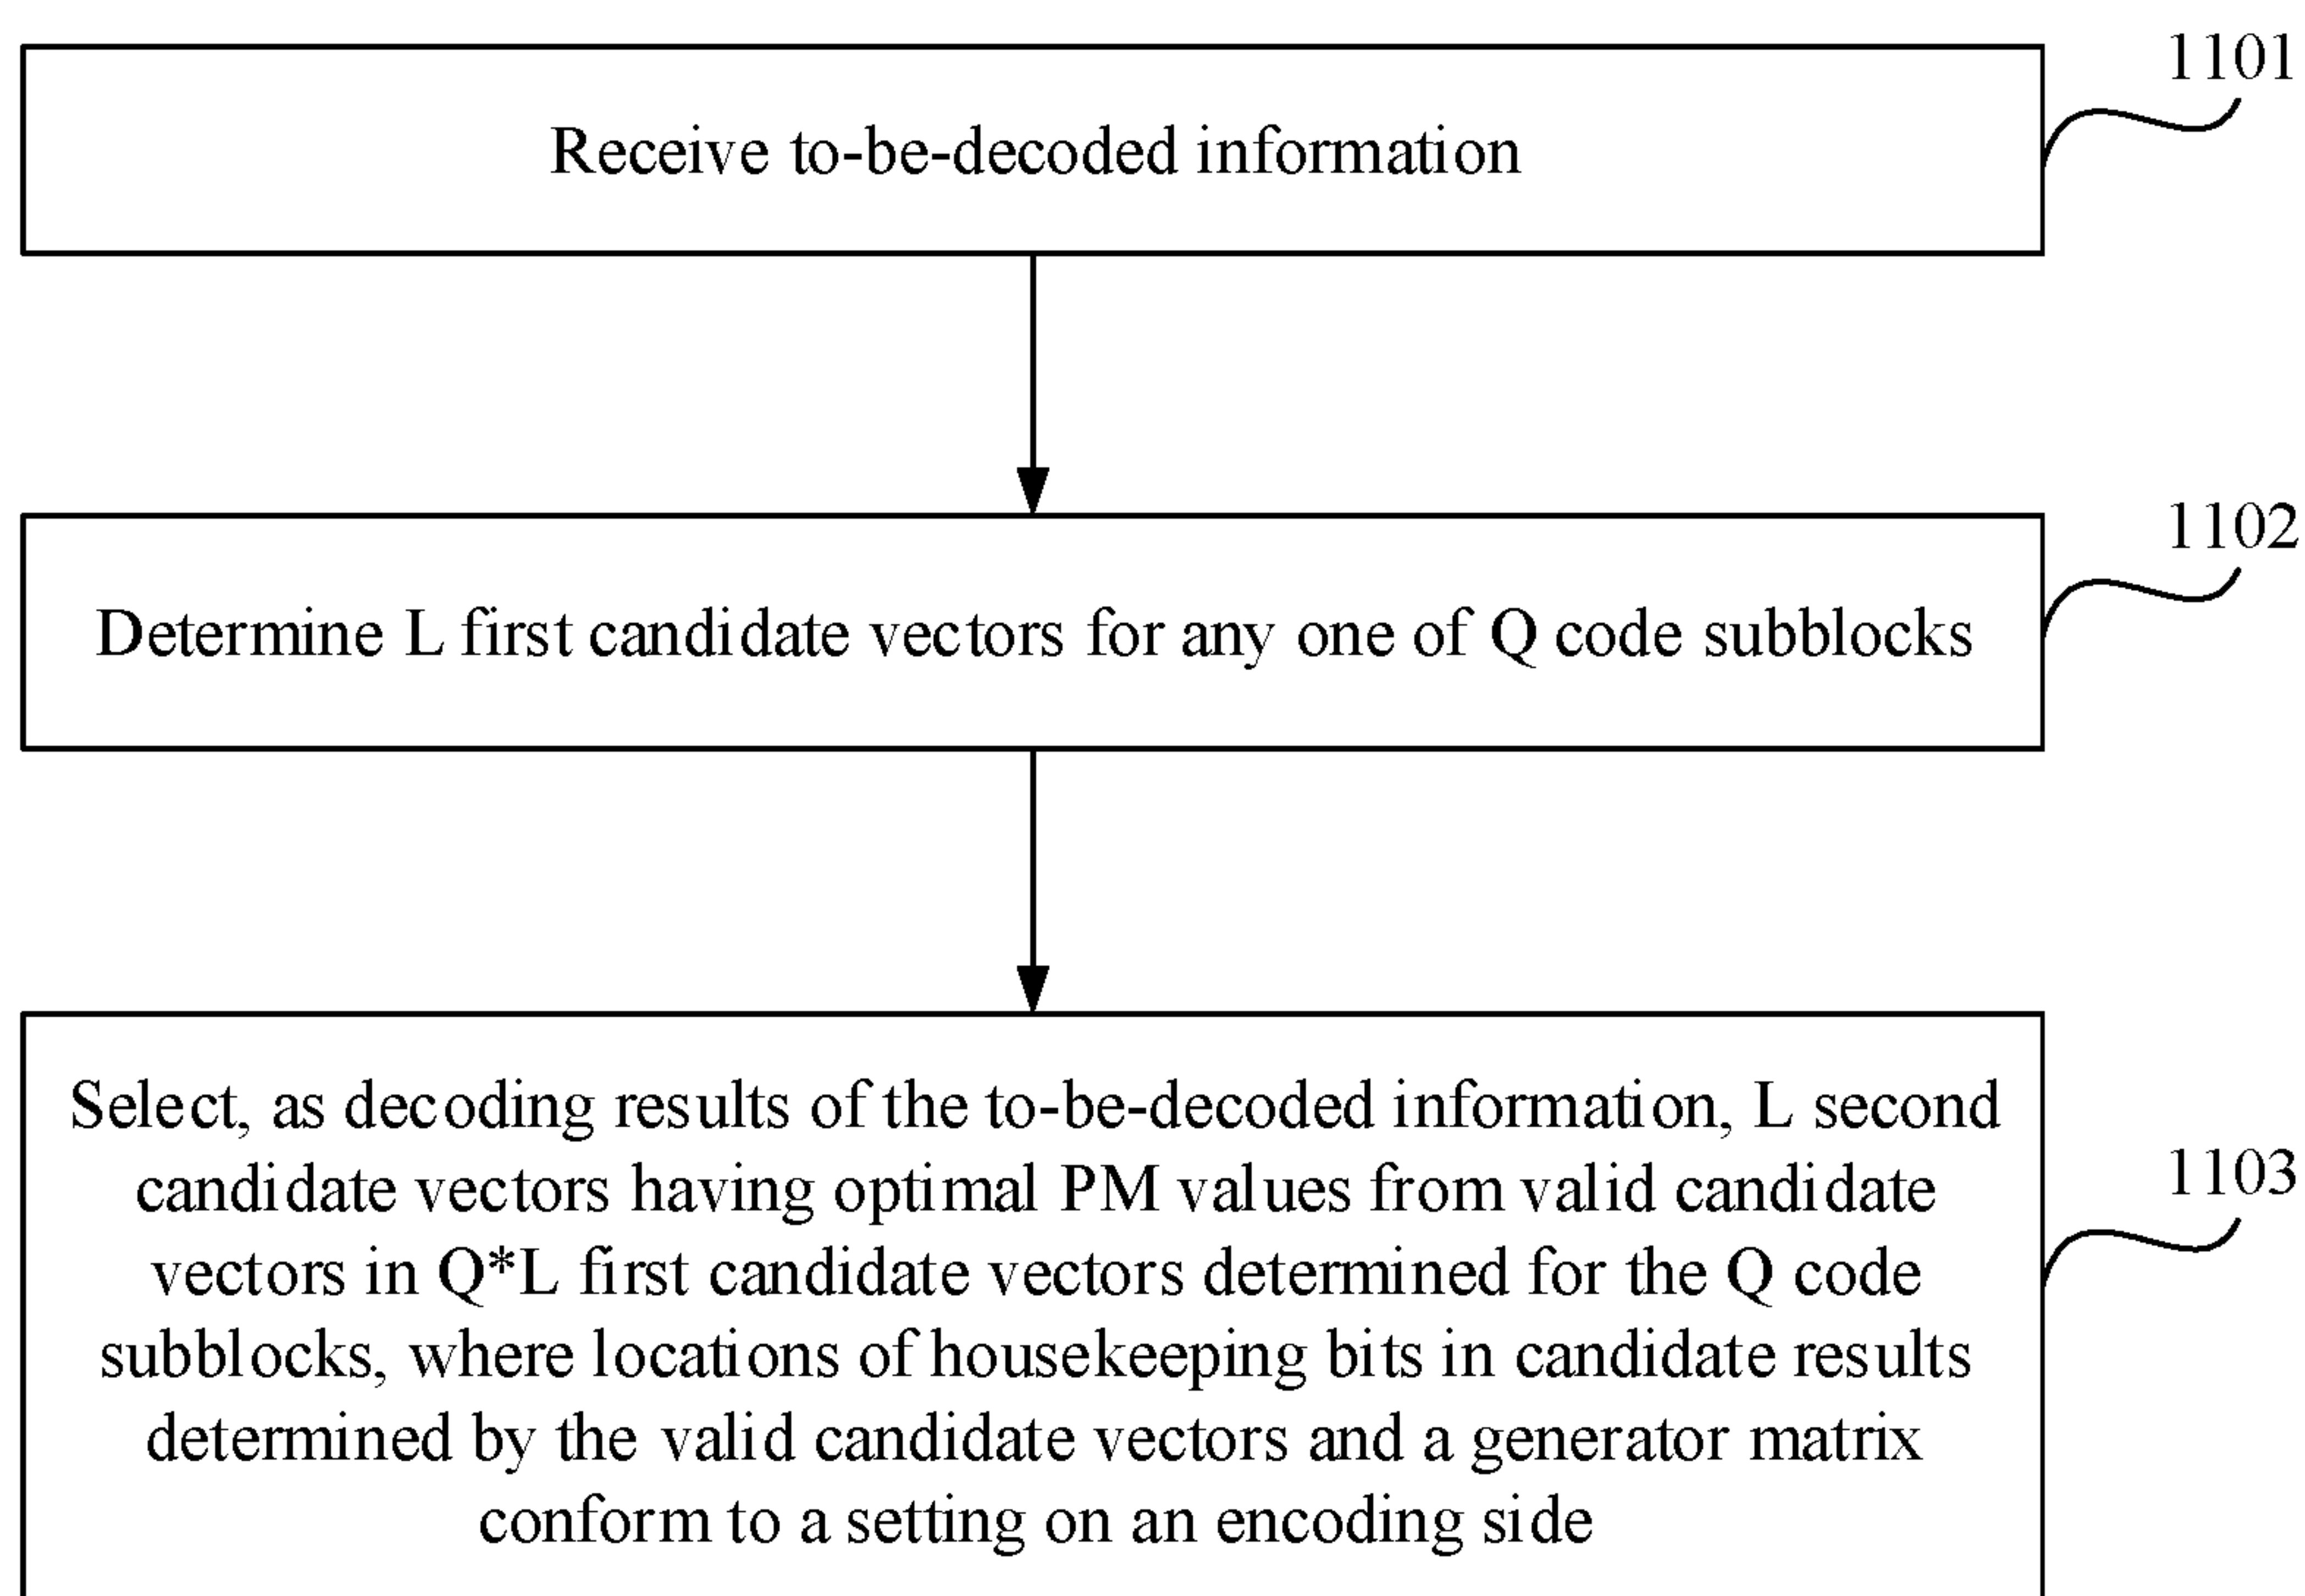 1101
Receive to-be-decoded information
1102
Determine L first candidate vectors for any one of Q code subblocks
Select, as decoding results of the to-be-decoded information, L second
candidate vectors having optimal PM values from valid candidate
1103
vectors in Q*L first candidate vectors determined for the Q code
subblocks, where locations of housekeeping bits in candidate results
determined by the valid candidate vectors and a generator matrix
conform to a setting on an encoding side